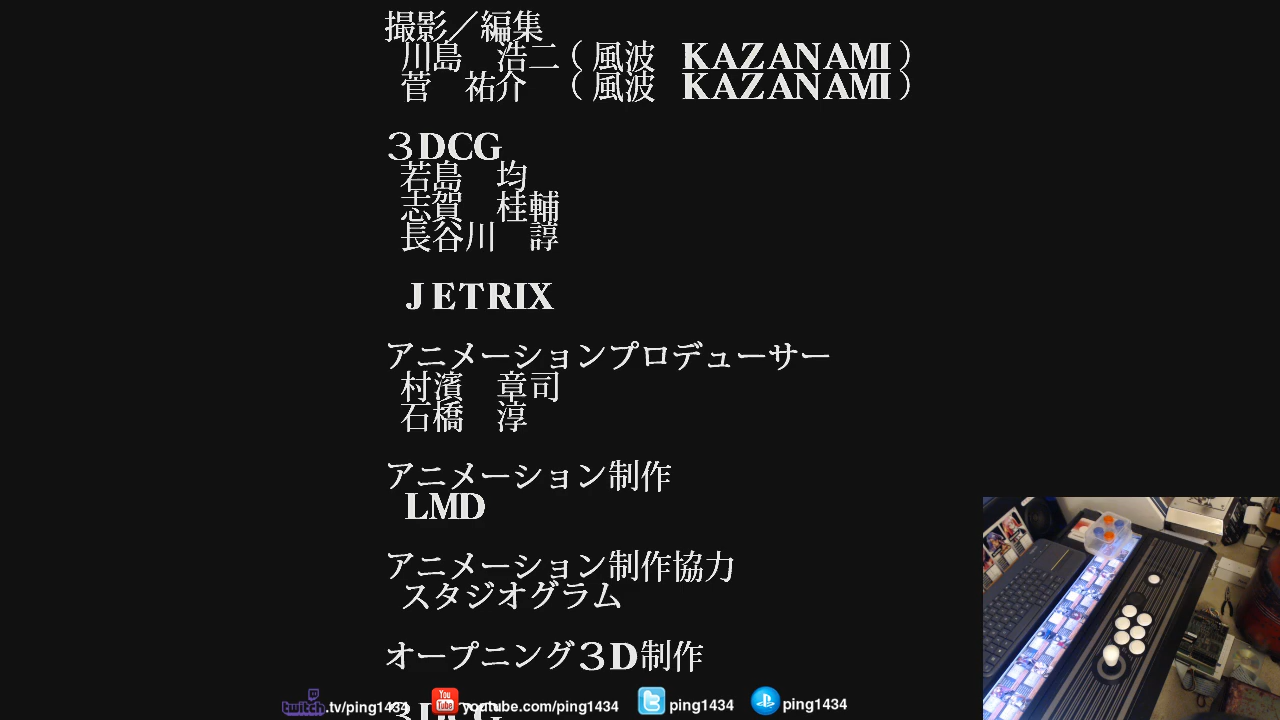 撮影／編集
川島　浩二（風波　KAZANAMI）
菅　祐介　（風波　KAZANAMI）
３DCG
若島　均
志賀　桂輔
長谷川　諄
JETRIX
アニメーションプロデューサー
村濱　章司
石橋　淳
アニメーション制作
LMD
アニメーション制作協力
スタジオグラム
オープニング３D制作
３DCG
twitch.tv/ping1434
You Tube youtube.com/ping1434
ping1434
ping1434